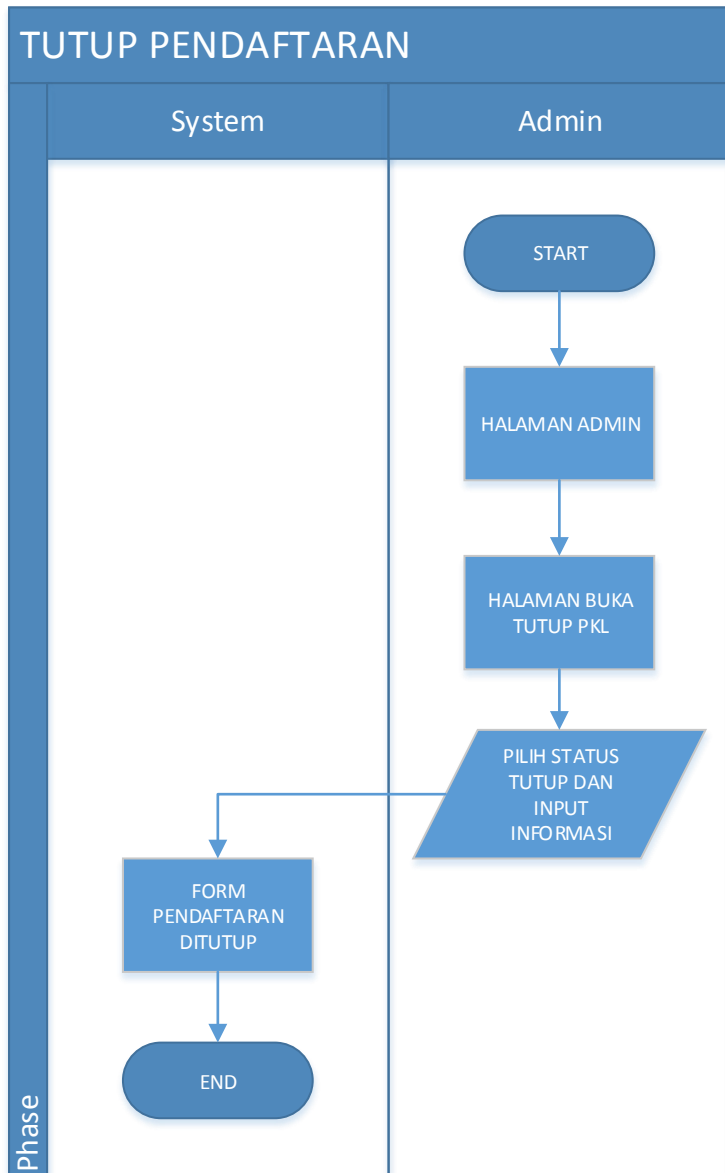 TUTUP PENDAFTARAN
System
Admin
START
HALAMAN ADMIN
HALAMAN BUKA
TUTUP PKL
PILIH STATUS
TUTUP DAN
INPUT
INFORMASI
FORM
PENDAFTARAN
DITUTUP
END
Phase